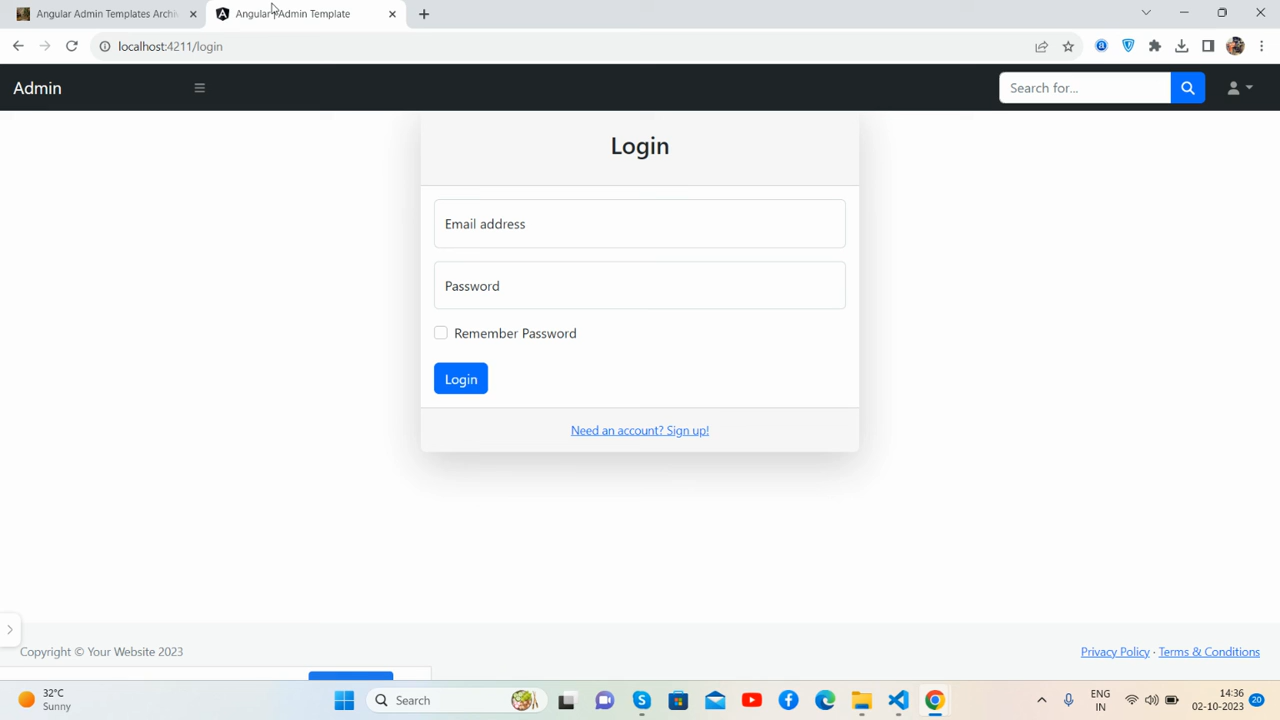 Angular Admin Templates Archi
Angular Admin Template
localhost:4211/login
Admin
Search for...
Login
Email address
Password
Remember Password
Login
Need an account? Sign up!
Copyright © Your Website 2023
Privacy Policy · Terms & Conditions
32°C
Sunny
Search
ENG
IN
14:36
02-10-2023
20